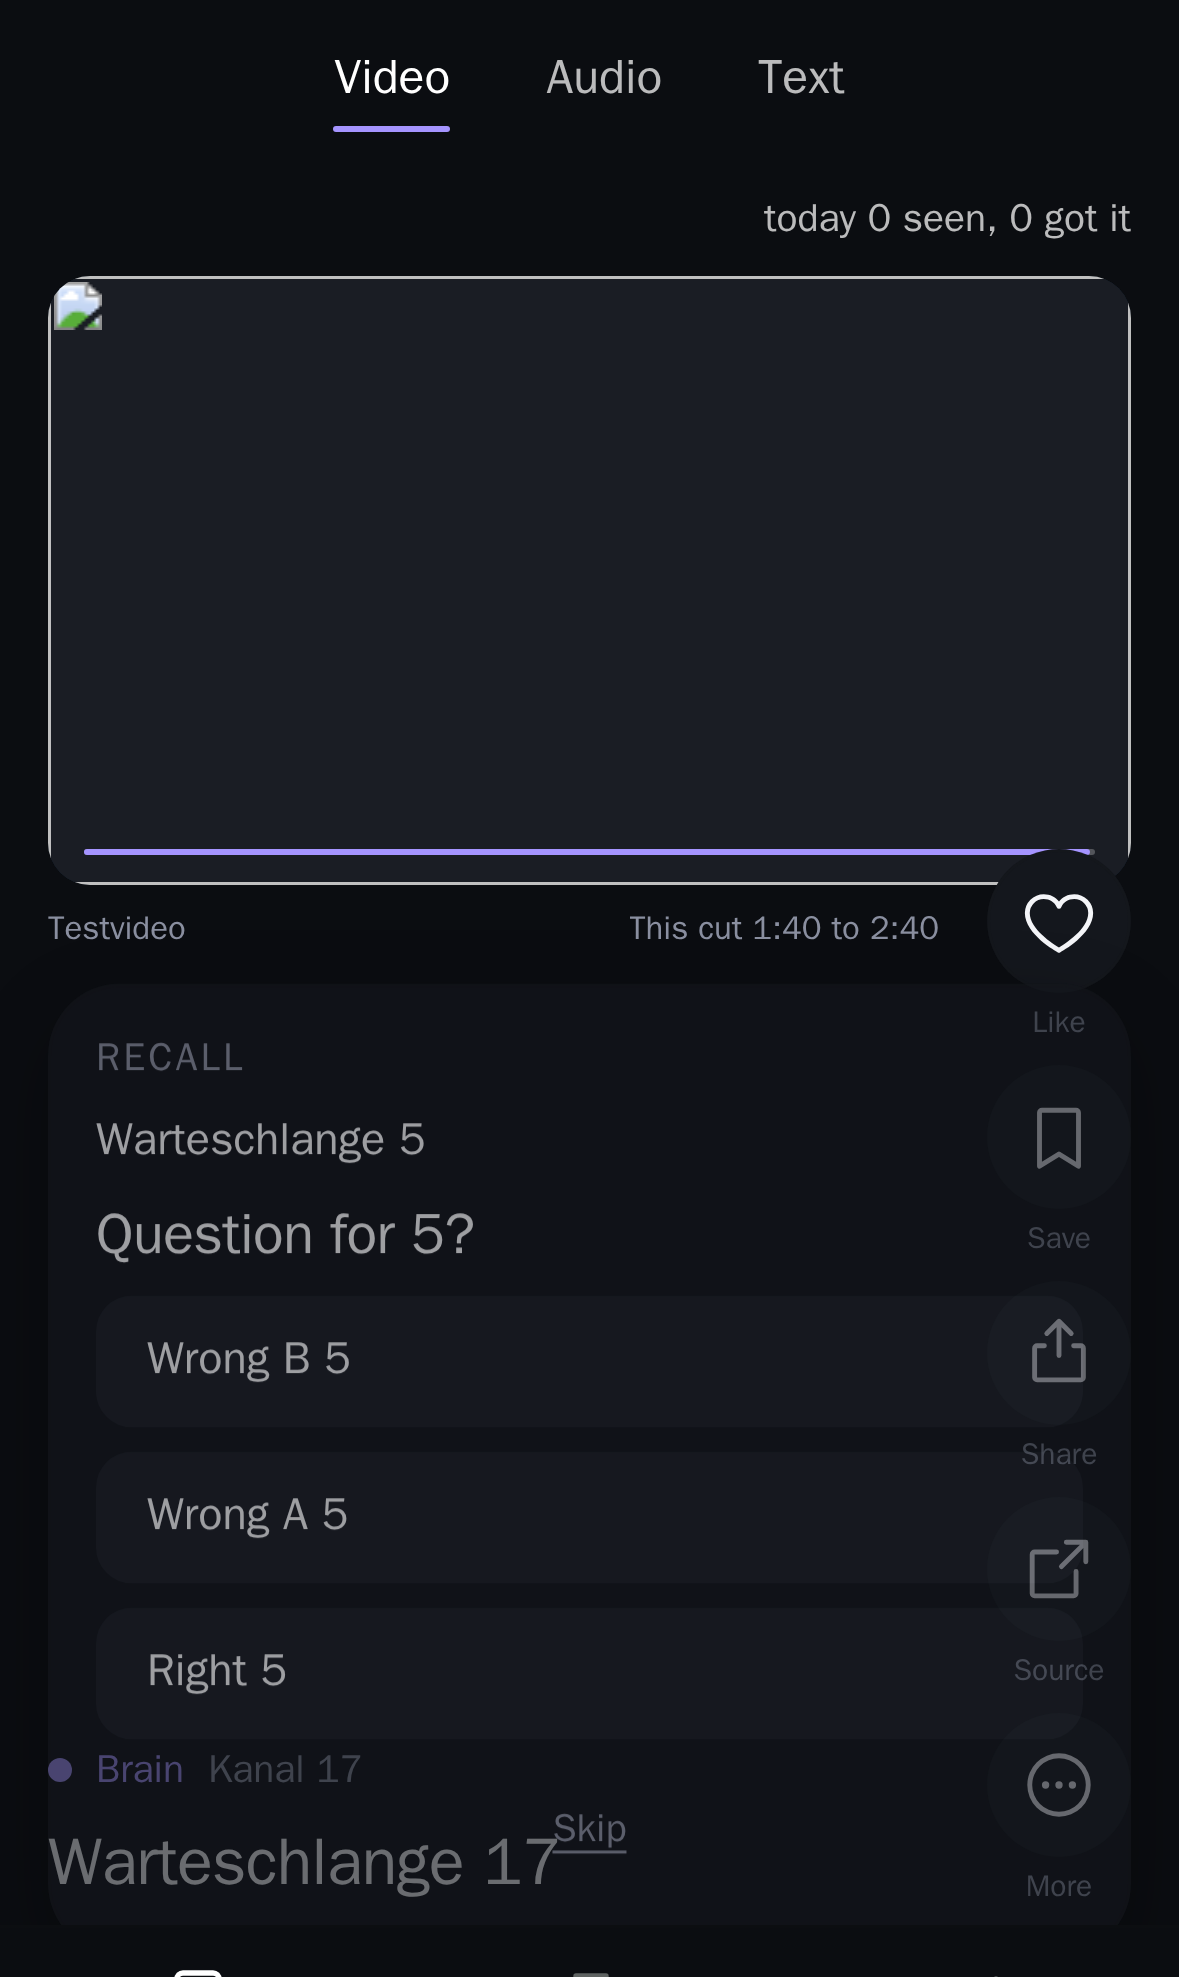 Video Audio Text
today 0 seen, 0 got it
Testvideo This cut 1:40 to 2:40
Like
RECALL
Warteschlange 5
Save
Question for 5?
Wrong B 5
Share
Wrong A 5
Source
Right 5
Brain Kanal 17
Skip
Warteschlange 17
More